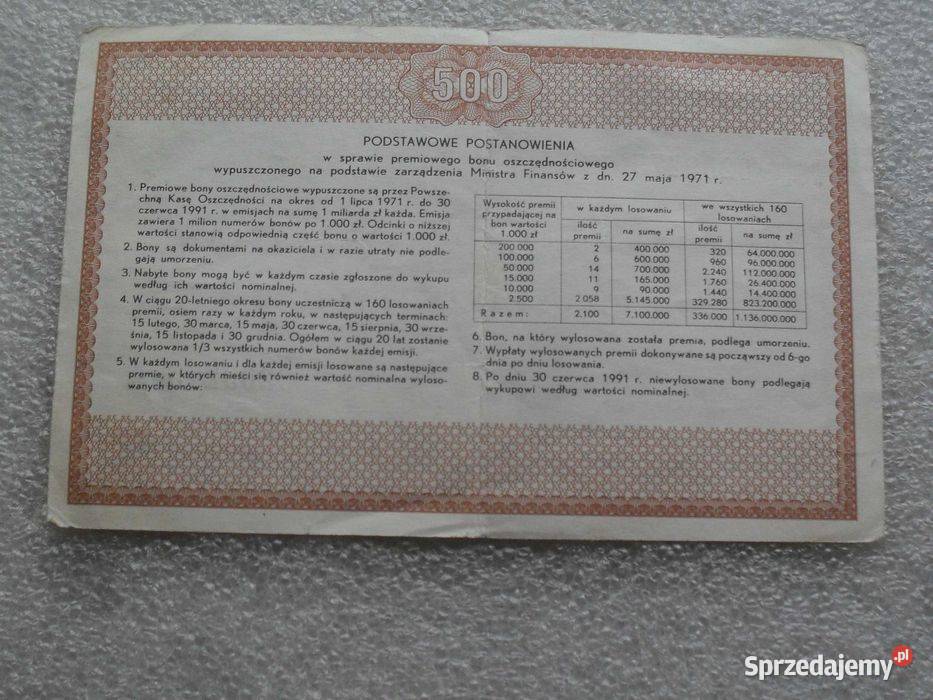 500
PODSTAWOWE POSTANOWIENIA
w sprawie premiowego bonu oszczędnościowego
wypuszczonego na podstawie zarządzenia Ministra Finansów z dn. 27 maja 1971 r.
1. Premiowe bony oszczędnościowe wypuszczone są przez Powsze-
chną Kasę Oszczędności na okres od 1 lipca 1971 r. do 30
czerwca 1991 r. w emisjach na sumę 1 miliarda zł każda. Emisja
zawiera 1 milion numerów bonów po 1.000 zł. Odcinki o niższej
wartości stanowią odpowiednią część bonu o wartości 1.000 zł.
2. Bony są dokumentami na okaziciela i w razie utraty nie podle-
gają umorzeniu.
3. Nabyte bony mogą być w każdym czasie zgłoszone do wykupu
według ich wartości nominalnej.
4. W ciągu 20-letniego okresu bony uczestniczą w 160 losowaniach
premii, osiem razy w każdym roku, w następujących terminach:
15 lutego, 30 marca, 15 maja, 30 czerwca, 15 sierpnia, 30 wrze-
śnia, 15 listopada i 30 grudnia. Ogółem w ciągu 20 lat zostanie
wylosowana 1/3 wszystkich numerów bonów każdej emisji.
5. W każdym losowaniu i dla każdej emisji losowane są następujące
premie, w których mieści się również wartość nominalna wyloso-
wanych bonów:
Wysokość premii przypadającej na bon wartości 1.000 zł | w każdym losowaniu | we wszystkich 160 losowaniach
ilość premii | na sumę zł | ilość premii | na sumę zł
200.000 | 2 | 400.000 | 320 | 64.000.000
100.000 | 6 | 600.000 | 960 | 96.000.000
50.000 | 14 | 700.000 | 2.240 | 112.000.000
15.000 | 11 | 165.000 | 1.760 | 26.400.000
10.000 | 9 | 90.000 | 1.440 | 14.400.000
2.500 | 2.058 | 5.145.000 | 329.280 | 823.200.000
Razem: | 2.100 | 7.100.000 | 336.000 | 1.136.000.000
6. Bon, na który wylosowana została premia, podlega umorzeniu.
7. Wypłaty wylosowanych premii dokonywane są począwszy od 6-go
dnia po dniu losowania.
8. Po dniu 30 czerwca 1991 r. niewylosowane bony podlegają
wykupowi według wartości nominalnej.
Sprzedajemy.pl